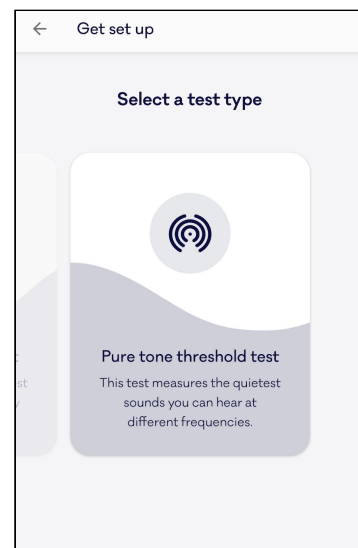 Get set up
Select a test type
Pure tone threshold test
This test measures the quietest
sounds you can hear at
different frequencies.
st
y